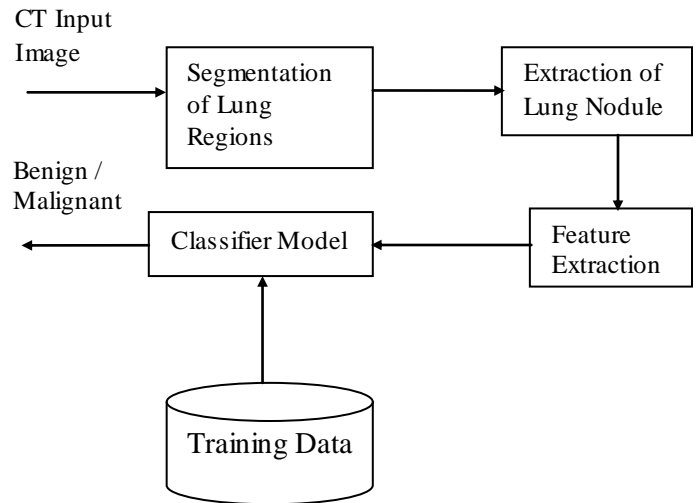 CT Input
Image
Segmentation
of Lung
Regions
Extraction of
Lung Nodule
Benign /
Malignant
Classifier Model
Feature
Extraction
Training Data